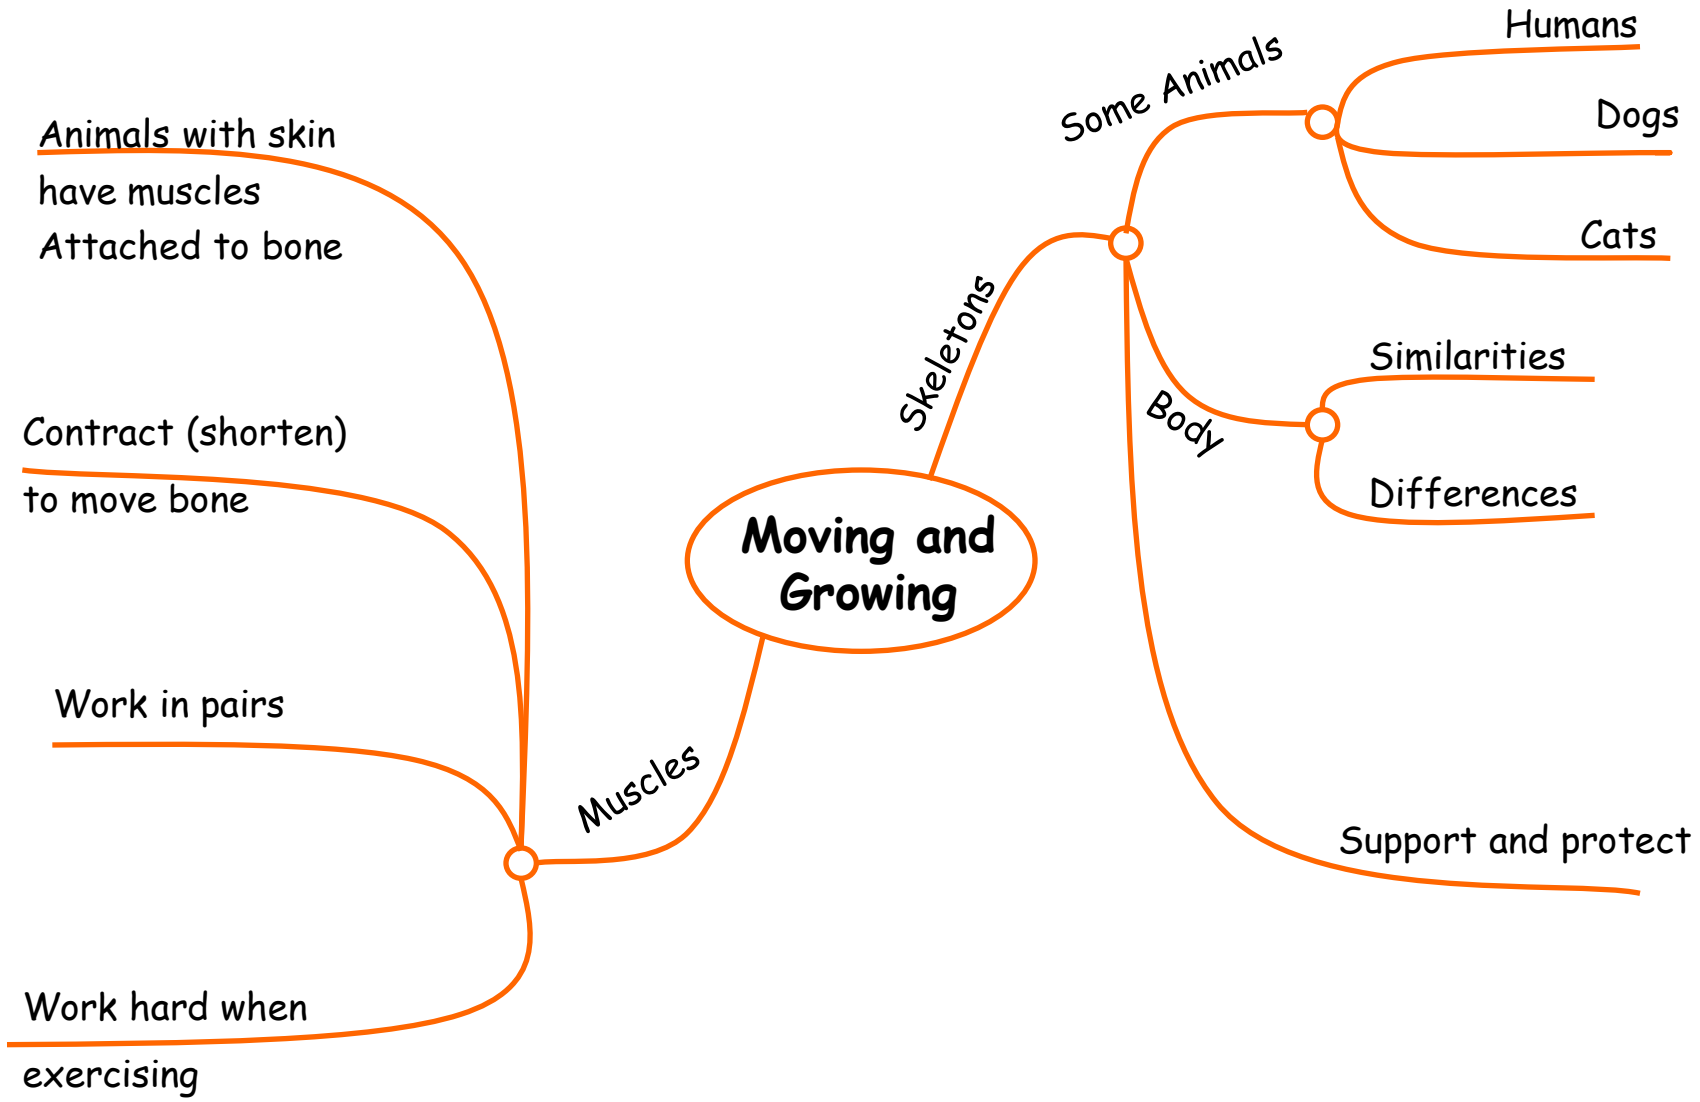 Moving and
Growing
Skeletons
Some Animals
Humans
Dogs
Cats
Body
Similarities
Differences
Support and protect
Muscles
Animals with skin
have muscles
Attached to bone
Contract (shorten)
to move bone
Work in pairs
Work hard when
exercising